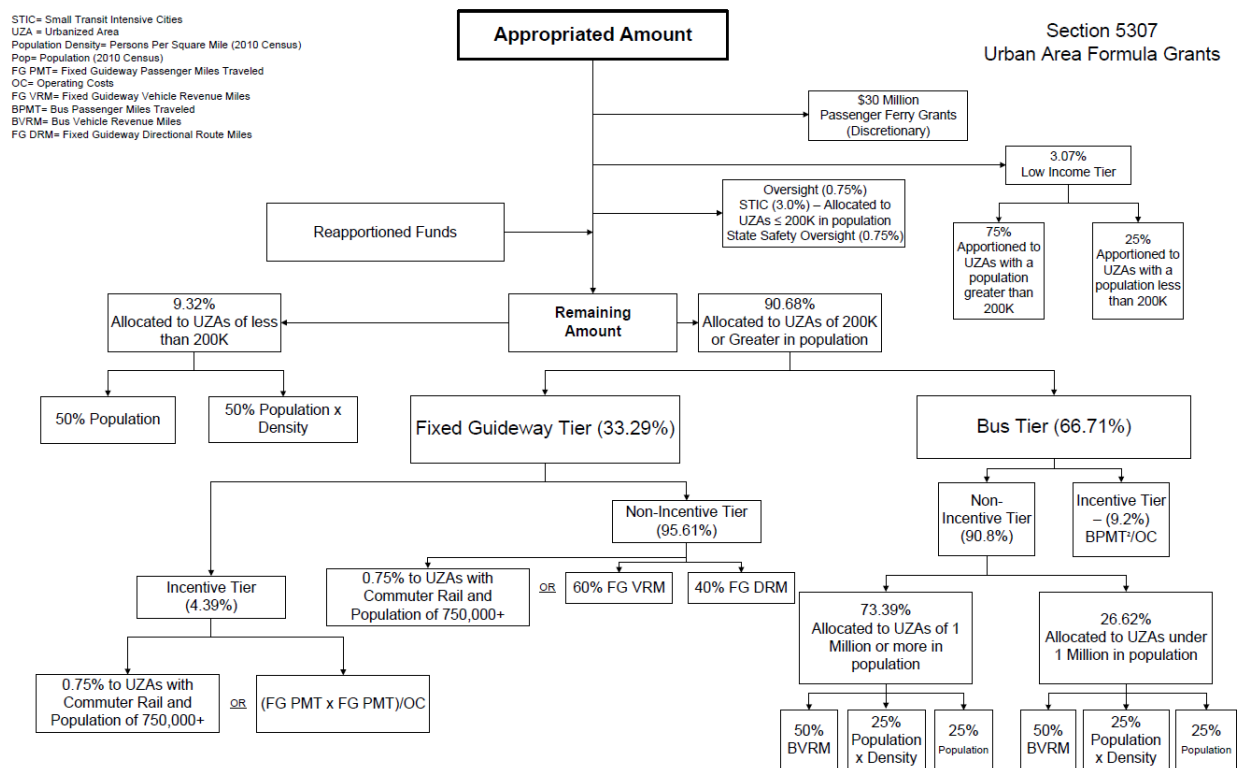 STIC= Small Transit Intensive Cities
UZA = Urbanized Area
Population Density= Persons Per Square Mile (2010 Census)
Pop= Population (2010 Census)
FG PMT= Fixed Guideway Passenger Miles Traveled
OC= Operating Costs
FG VRM= Fixed Guideway Vehicle Revenue Miles
BPMT= Bus Passenger Miles Traveled
BVRM= Bus Vehicle Revenue Miles
FG DRM= Fixed Guideway Directional Route Miles
Appropriated Amount
Section 5307
Urban Area Formula Grants
$30 Million
Passenger Ferry Grants
(Discretionary)
3.07%
Low Income Tier
Oversight (0.75%)
STIC (3.0%) – Allocated to
UZAs ≤ 200K in population
State Safety Oversight (0.75%)
Reapportioned Funds
75%
Apportioned to
UZAs with a
population
greater than
200K
25%
Apportioned to
UZAs with a
population less
than 200K
9.32%
Allocated to UZAs of less
than 200K
Remaining
Amount
90.68%
Allocated to UZAs of 200K
or Greater in population
50% Population
50% Population x
Density
Fixed Guideway Tier (33.29%)
Bus Tier (66.71%)
Non-Incentive Tier
(95.61%)
Non-
Incentive Tier
(90.8%)
Incentive Tier
– (9.2%)
BPMT²/OC
Incentive Tier
(4.39%)
0.75% to UZAs with
Commuter Rail and
Population of 750,000+
OR
60% FG VRM
40% FG DRM
73.39%
Allocated to UZAs of 1
Million or more in
population
26.62%
Allocated to UZAs under
1 Million in population
0.75% to UZAs with
Commuter Rail and
Population of 750,000+
OR
(FG PMT x FG PMT)/OC
50%
BVRM
25%
Population
x Density
25%
Population
50%
BVRM
25%
Population
x Density
25%
Population